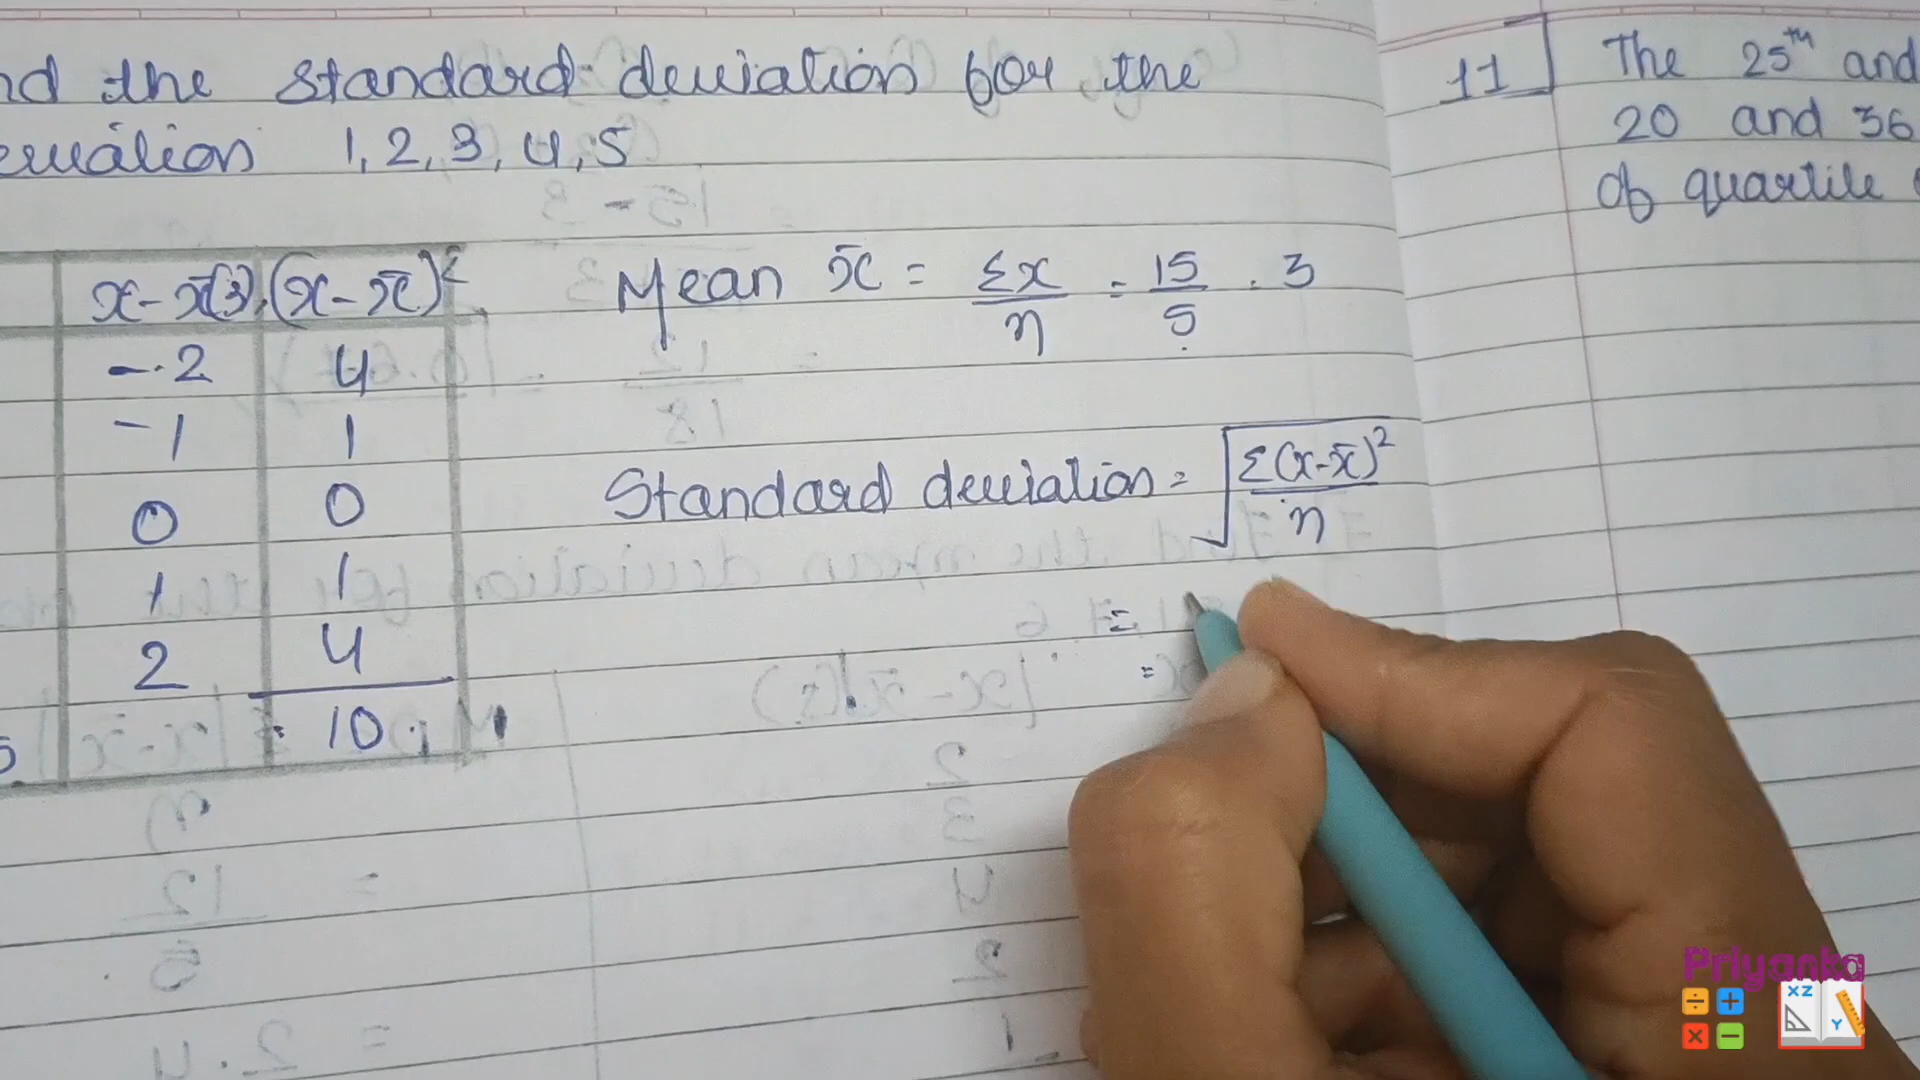 the standard deviation for the
1, 2, 3, 4, 5
x - x̄(3) (x - x̄)²
-2 4
-1 1
0 0
1 1
2 4
10
Mean x̄ = Σx/n = 15/5 = 3
Standard deviation = √Σ(x-x̄)²/n
=
11] The 25th and
20 and 36
of quartile
Priyanka
÷ + × −
XZ
Y